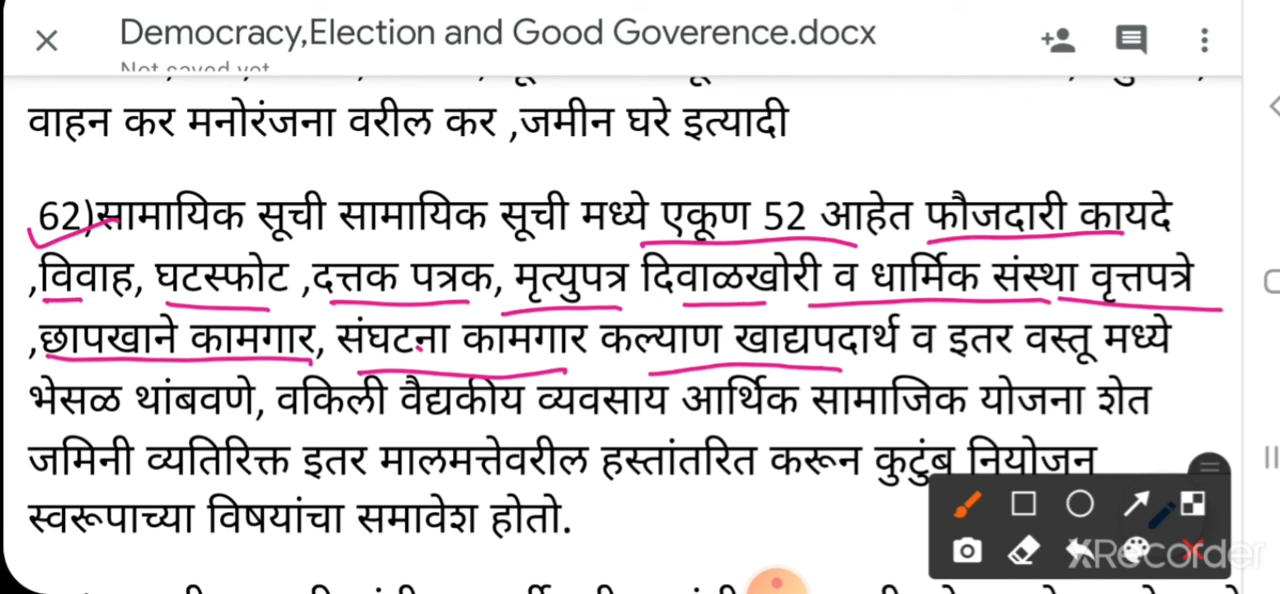 Democracy,Election and Good Goverence.docx
Not saved yet
वाहन कर मनोरंजना वरील कर ,जमीन घरे इत्यादी
62)सामायिक सूची सामायिक सूची मध्ये एकूण 52 आहेत फौजदारी कायदे
,विवाह, घटस्फोट ,दत्तक पत्रक, मृत्युपत्र दिवाळखोरी व धार्मिक संस्था वृत्तपत्रे
,छापखाने कामगार, संघटना कामगार कल्याण खाद्यपदार्थ व इतर वस्तू मध्ये
भेसळ थांबवणे, वकिली वैद्यकीय व्यवसाय आर्थिक सामाजिक योजना शेत
जमिनी व्यतिरिक्त इतर मालमत्तेवरील हस्तांतरित करून कुटुंब नियोजन
स्वरूपाच्या विषयांचा समावेश होतो.
XRecorder